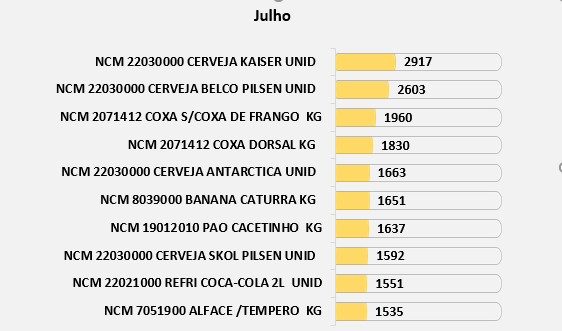 Julho
NCM 22030000 CERVEJA KAISER UNID 2917
NCM 22030000 CERVEJA BELCO PILSEN UNID 2603
NCM 2071412 COXA S/COXA DE FRANGO KG 1960
NCM 2071412 COXA DORSAL KG 1830
NCM 22030000 CERVEJA ANTARCTICA UNID 1663
NCM 8039000 BANANA CATURRA KG 1651
NCM 19012010 PAO CACETINHO KG 1637
NCM 22030000 CERVEJA SKOL PILSEN UNID 1592
NCM 22021000 REFRI COCA-COLA 2L UNID 1551
NCM 7051900 ALFACE /TEMPERO KG 1535